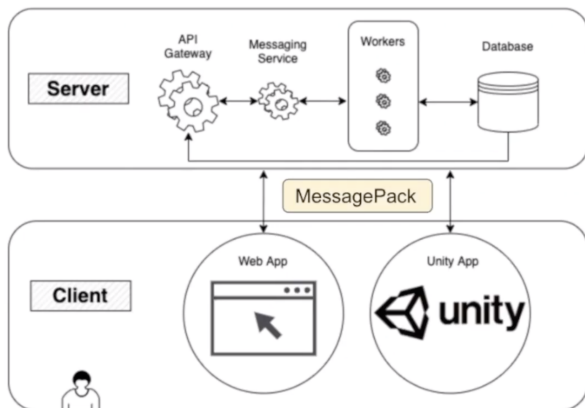 API
Gateway
Messaging
Service
Workers
Database
Server
MessagePack
Web App
Unity App
Client
unity